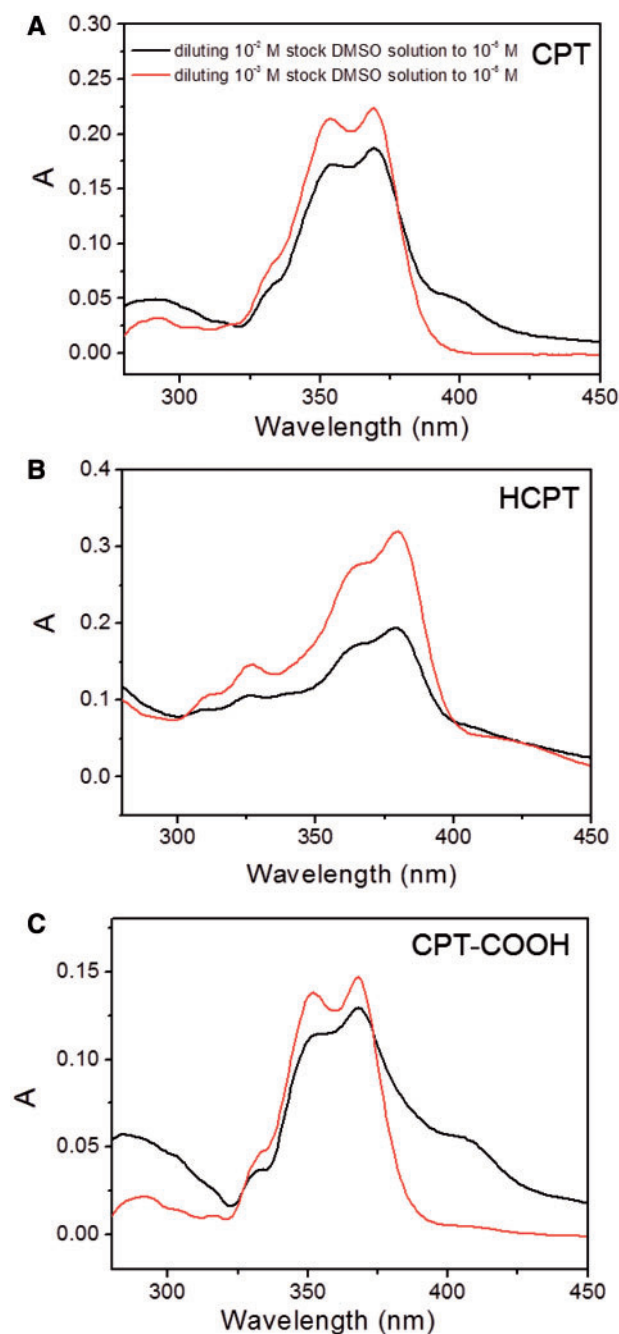 A
diluting 10⁻² M stock DMSO solution to 10⁻⁵ M
diluting 10⁻³ M stock DMSO solution to 10⁻⁵ M
CPT
0.30
0.25
0.20
0.15
0.10
0.05
0.00
A
300
350
400
450
Wavelength (nm)
B
HCPT
0.4
0.3
0.2
0.1
0.0
A
300
350
400
450
Wavelength (nm)
C
CPT-COOH
0.15
0.10
0.05
0.00
A
300
350
400
450
Wavelength (nm)